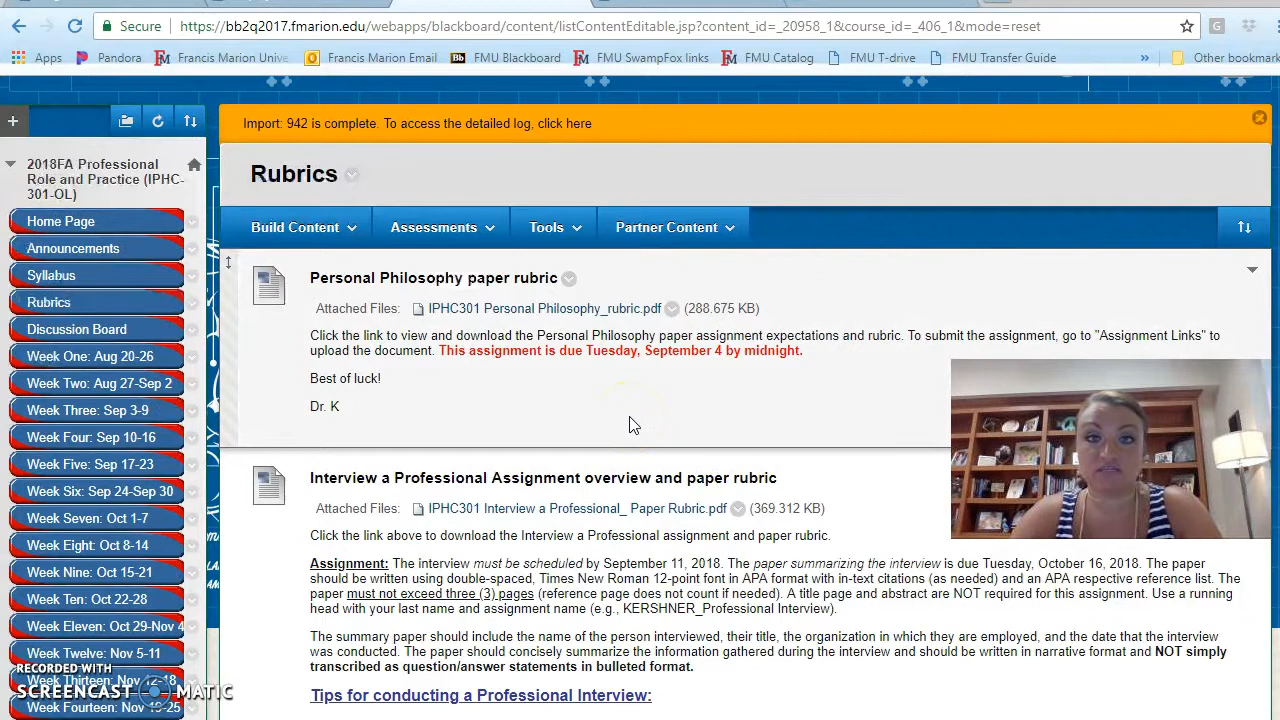 Secure
https://bb2q2017.fmarion.edu/webapps/blackboard/content/listContentEditable.jsp?content_id=_20958_1&course_id=_406_1&mode=reset
G
Apps Pandora Francis Marion Unive Francis Marion Email Bb FMU Blackboard FMU SwampFox links FMU Catalog FMU T-drive FMU Transfer Guide » Other bookmark
Import: 942 is complete. To access the detailed log, click here
2018FA Professional
Role and Practice (IPHC-
301-OL)
Home Page
Announcements
Syllabus
Rubrics
Discussion Board
Week One: Aug 20-26
Week Two: Aug 27-Sep 2
Week Three: Sep 3-9
Week Four: Sep 10-16
Week Five: Sep 17-23
Week Six: Sep 24-Sep 30
Week Seven: Oct 1-7
Week Eight: Oct 8-14
Week Nine: Oct 15-21
Week Ten: Oct 22-28
Week Eleven: Oct 29-Nov 4
Week Twelve: Nov 5-11
Week Thirteen: Nov 12-18
Week Fourteen: Nov 19-25
RECORDED WITH
SCREENCAST MATIC
Rubrics
Build Content Assessments Tools Partner Content
Personal Philosophy paper rubric
Attached Files: IPHC301 Personal Philosophy_rubric.pdf (288.675 KB)
Click the link to view and download the Personal Philosophy paper assignment expectations and rubric. To submit the assignment, go to "Assignment Links" to
upload the document. This assignment is due Tuesday, September 4 by midnight.
Best of luck!
Dr. K
Interview a Professional Assignment overview and paper rubric
Attached Files: IPHC301 Interview a Professional_ Paper Rubric.pdf (369.312 KB)
Click the link above to download the Interview a Professional assignment and paper rubric.
Assignment: The interview must be scheduled by September 11, 2018. The paper summarizing the interview is due Tuesday, October 16, 2018. The paper
should be written using double-spaced, Times New Roman 12-point font in APA format with in-text citations (as needed) and an APA respective reference list. The
paper must not exceed three (3) pages (reference page does not count if needed). A title page and abstract are NOT required for this assignment. Use a running
head with your last name and assignment name (e.g., KERSHNER_Professional Interview).
The summary paper should include the name of the person interviewed, their title, the organization in which they are employed, and the date that the interview
was conducted. The paper should concisely summarize the information gathered during the interview and should be written in narrative format and NOT simply
transcribed as question/answer statements in bulleted format.
Tips for conducting a Professional Interview: